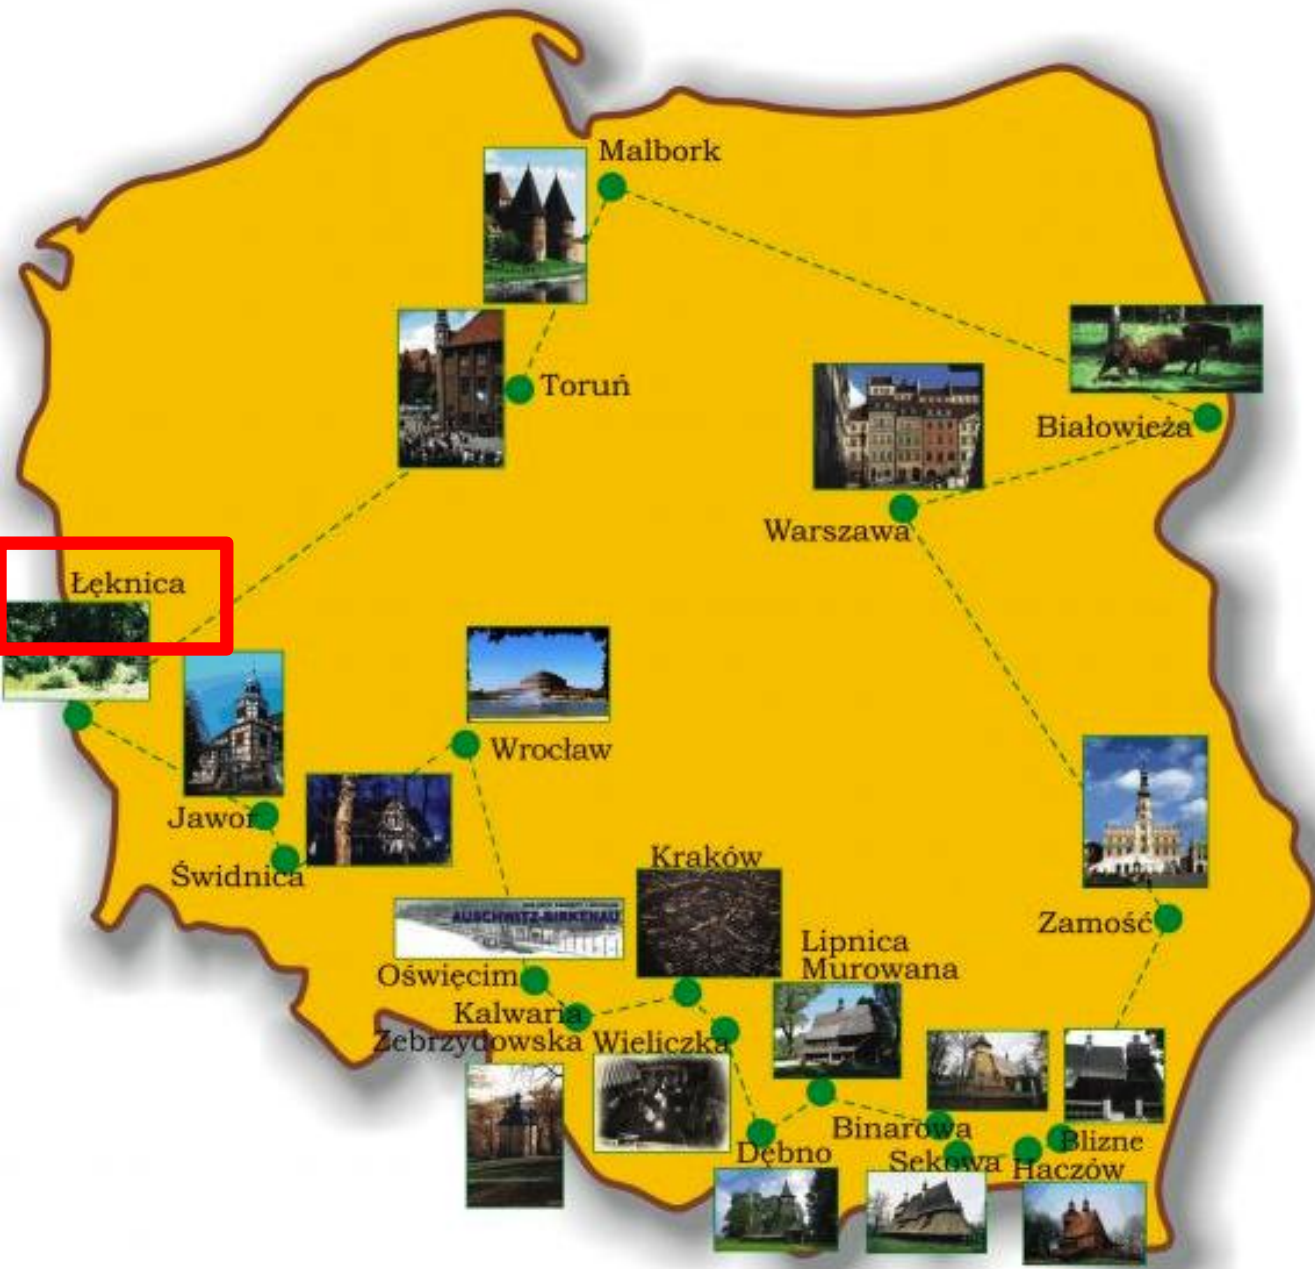 Malbork
Toruń
Białowieża
Warszawa
Łęknica
Wrocław
Jawor
Świdnica
Kraków
Zamość
AUSCHWITZ-BIRKENAU
Lipnica
Murowana
Oświęcim
Kalwaria
Zebrzydowska
Wieliczka
Binarowa
Dębno
Blizne
Sękowa
Haczów